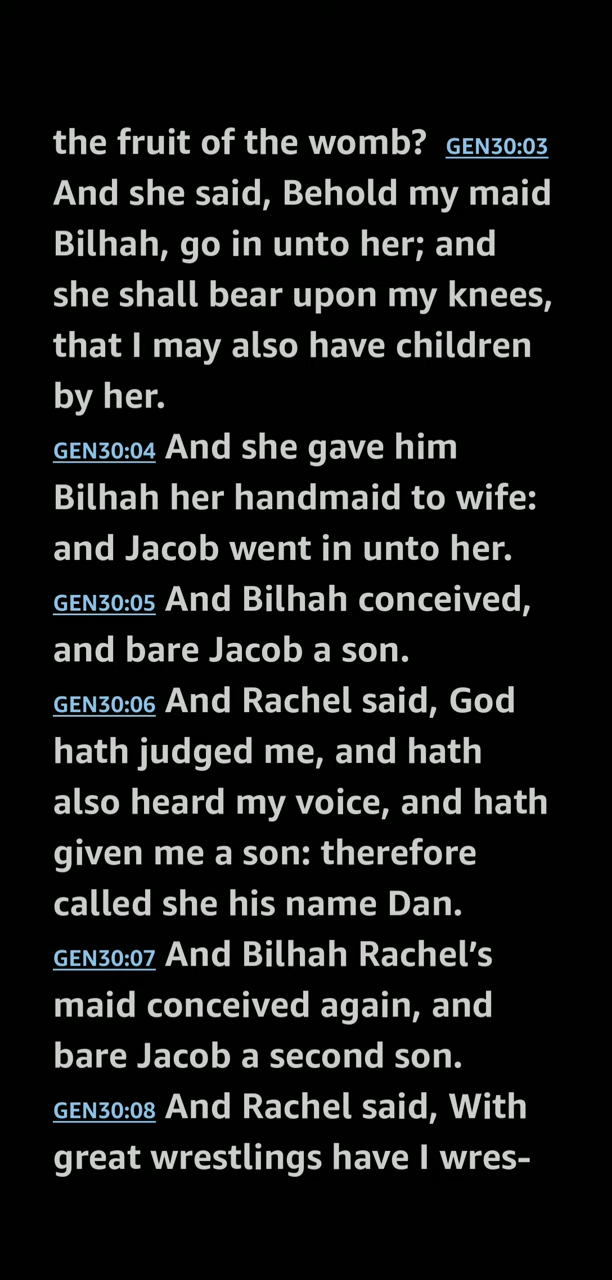 the fruit of the womb? GEN30:03
And she said, Behold my maid
Bilhah, go in unto her; and
she shall bear upon my knees,
that I may also have children
by her.
GEN30:04 And she gave him
Bilhah her handmaid to wife:
and Jacob went in unto her.
GEN30:05 And Bilhah conceived,
and bare Jacob a son.
GEN30:06 And Rachel said, God
hath judged me, and hath
also heard my voice, and hath
given me a son: therefore
called she his name Dan.
GEN30:07 And Bilhah Rachel’s
maid conceived again, and
bare Jacob a second son.
GEN30:08 And Rachel said, With
great wrestlings have I wres-